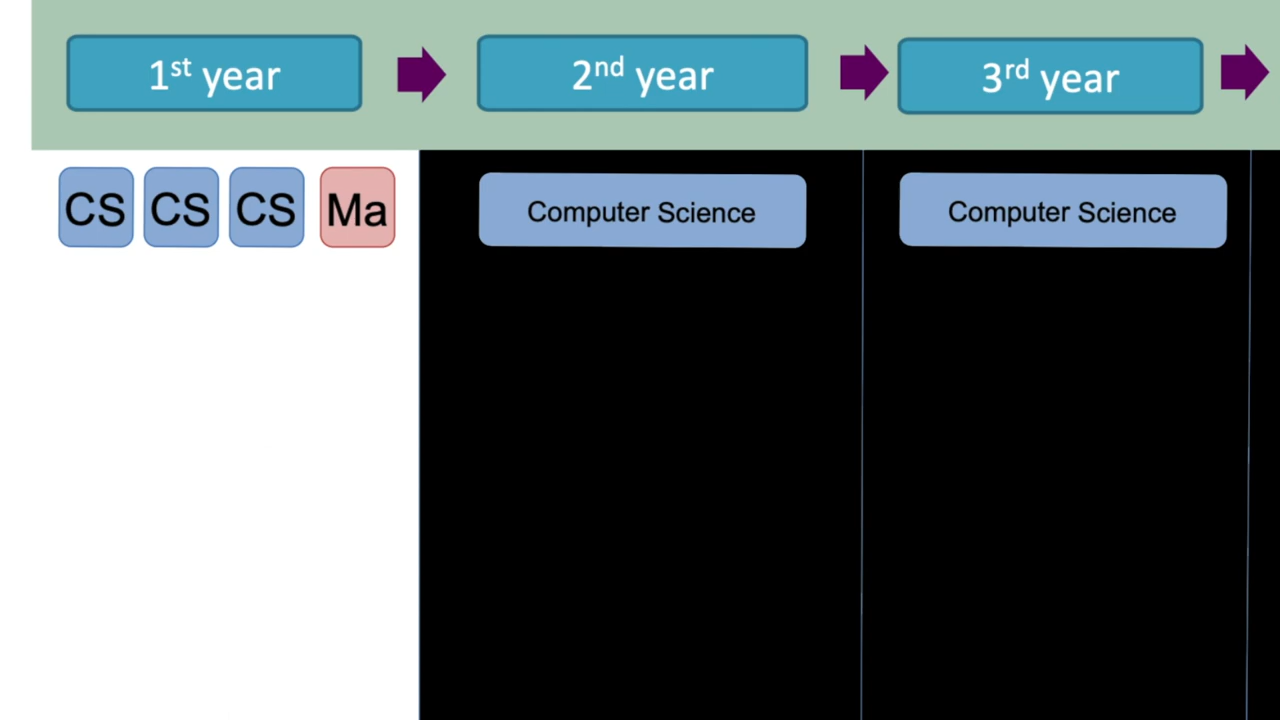 1st year 2nd year 3rd year
CS CS CS Ma Computer Science Computer Science